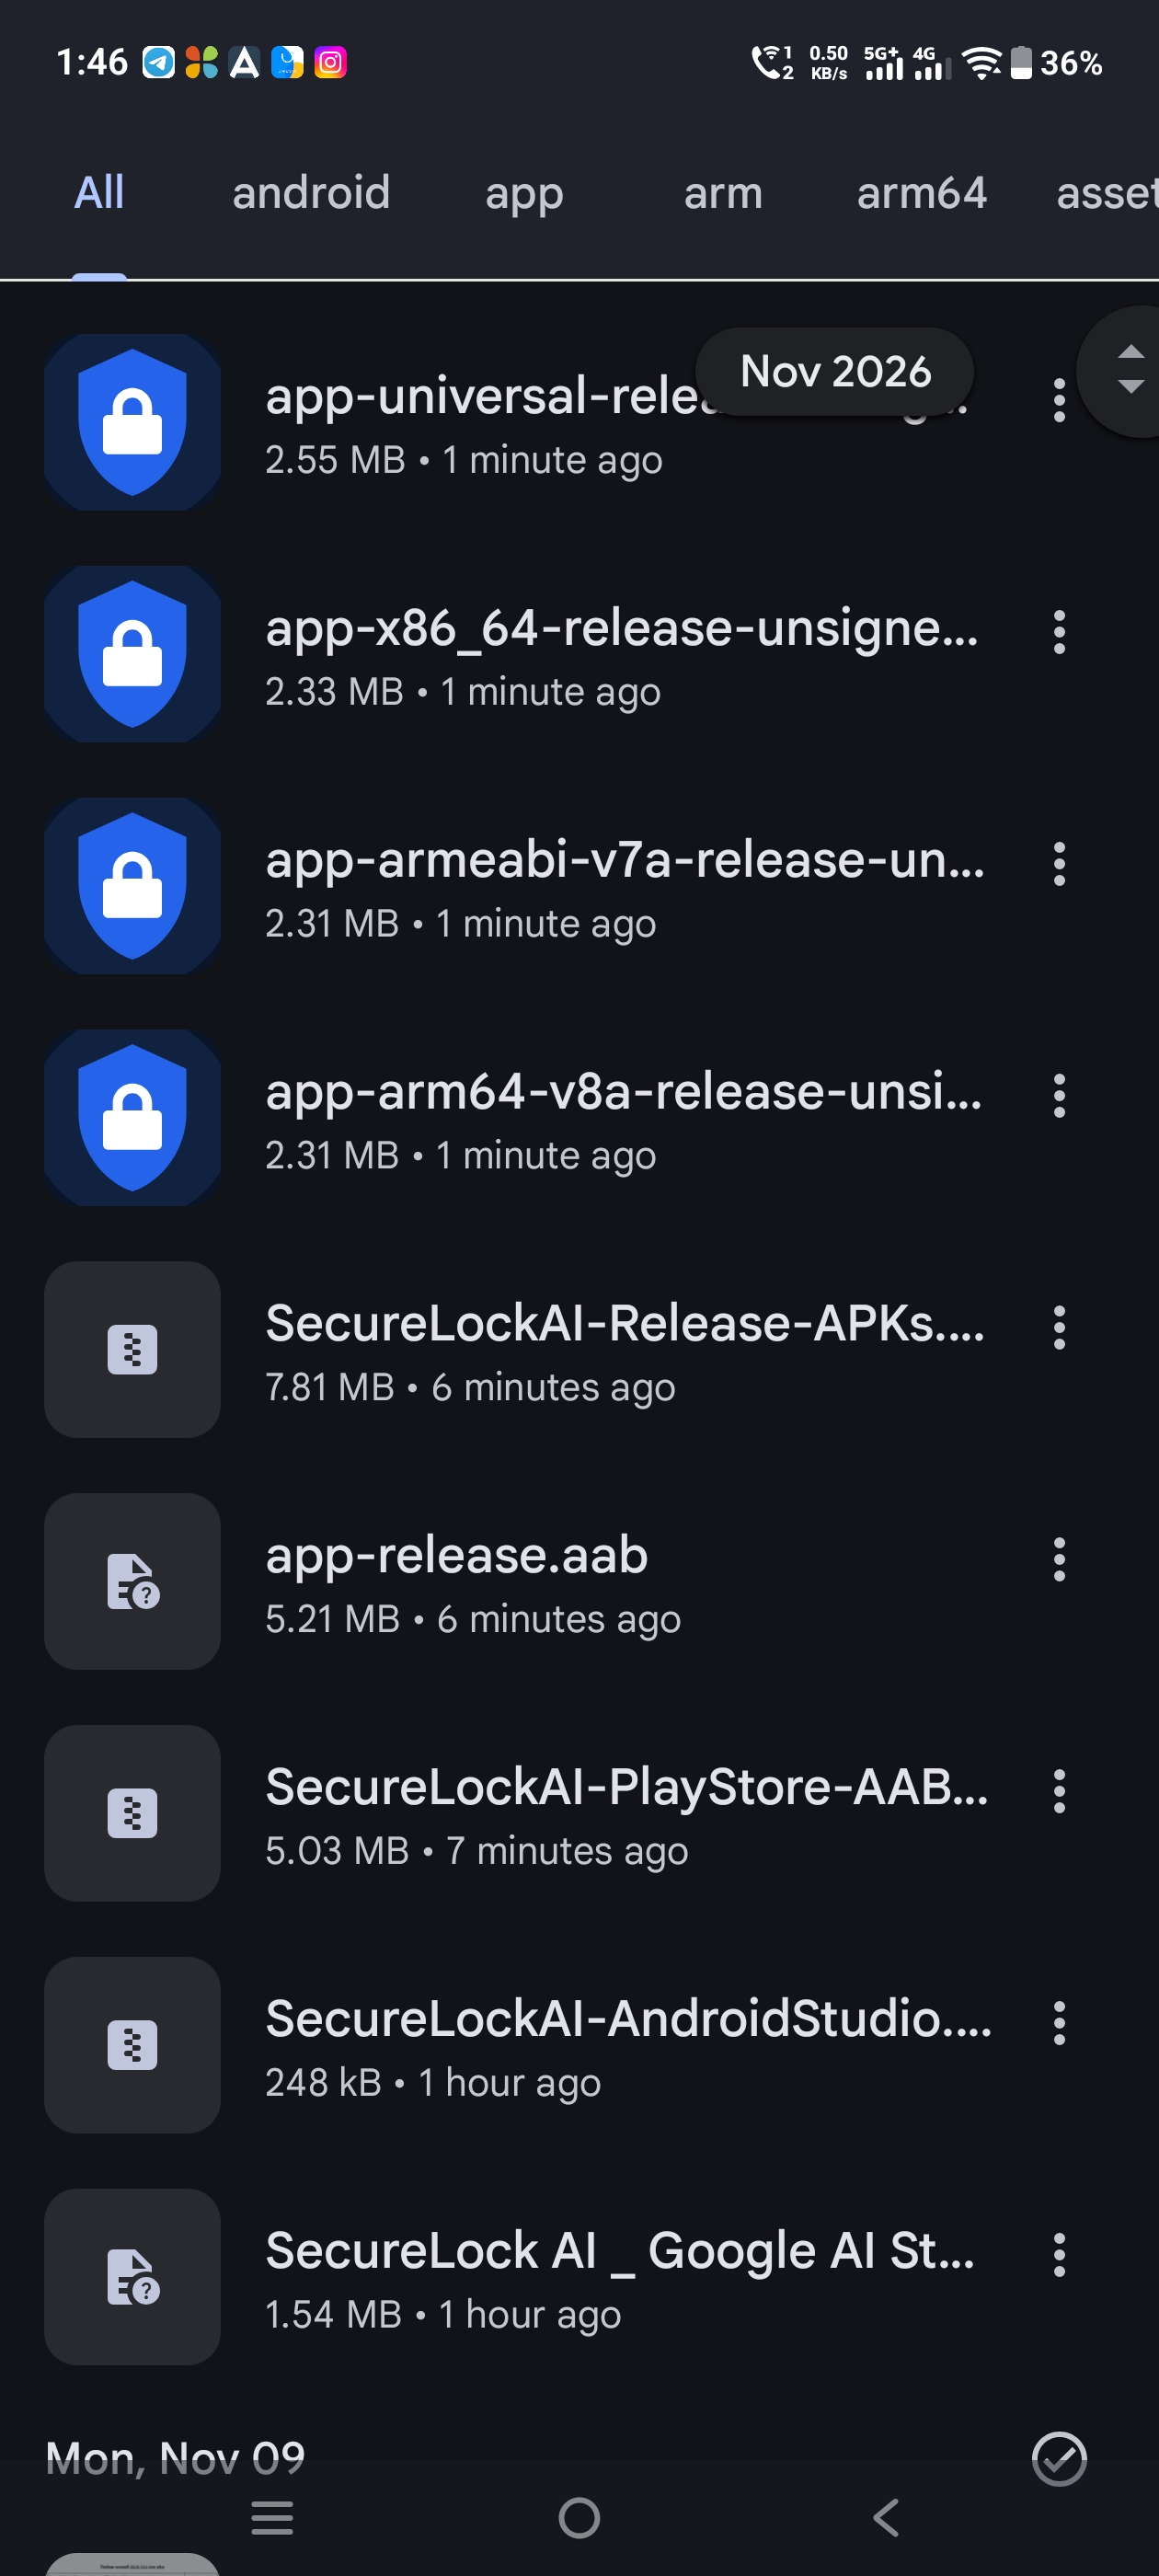 1:46
1
2
0.50
KB/s
5G+
4G
36%
All android app arm arm64 asset
Nov 2026
app-universal-relea
2.55 MB • 1 minute ago
app-x86_64-release-unsigne...
2.33 MB • 1 minute ago
app-armeabi-v7a-release-un...
2.31 MB • 1 minute ago
app-arm64-v8a-release-unsi...
2.31 MB • 1 minute ago
SecureLockAI-Release-APKs....
7.81 MB • 6 minutes ago
app-release.aab
5.21 MB • 6 minutes ago
SecureLockAI-PlayStore-AAB...
5.03 MB • 7 minutes ago
SecureLockAI-AndroidStudio....
248 kB • 1 hour ago
SecureLock AI _ Google AI St...
1.54 MB • 1 hour ago
Mon, Nov 09